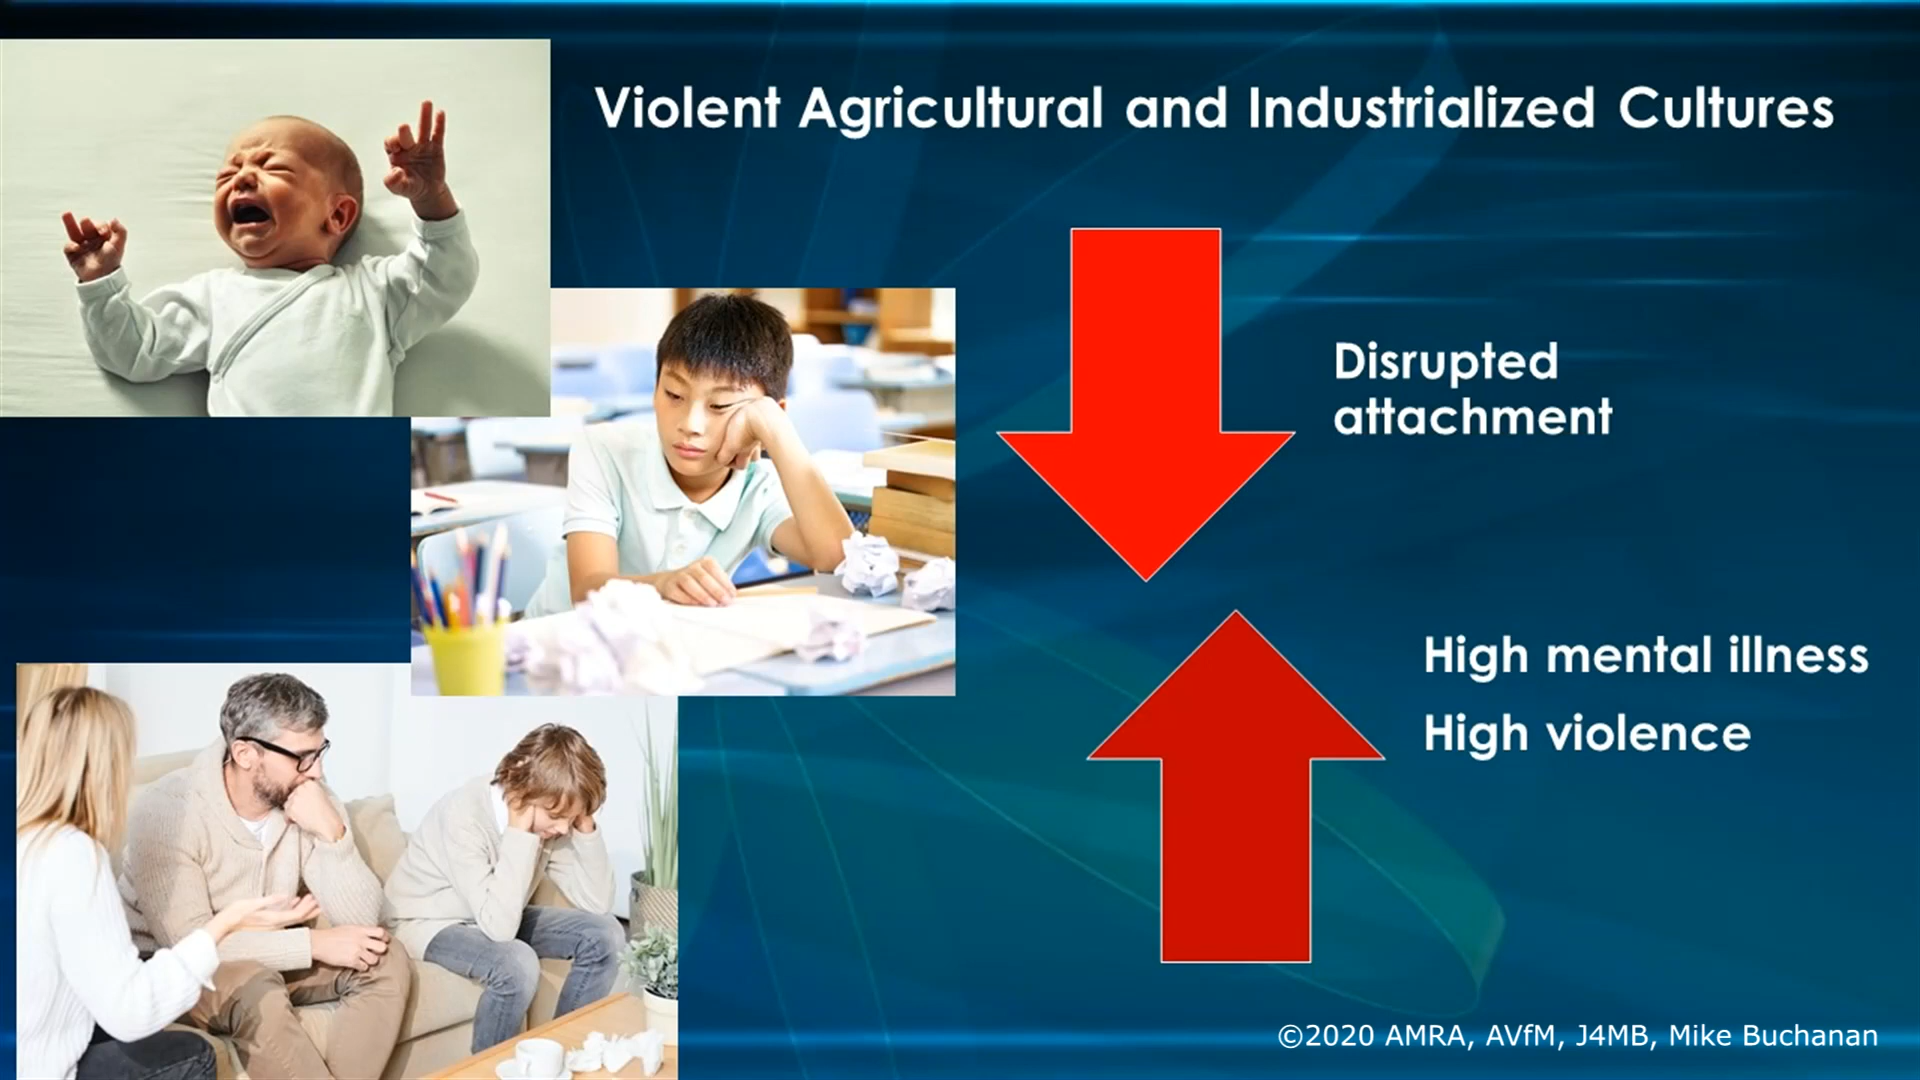 Violent Agricultural and Industrialized Cultures
Disrupted
attachment
High mental illness
High violence
©2020 AMRA, AVfM, J4MB, Mike Buchanan